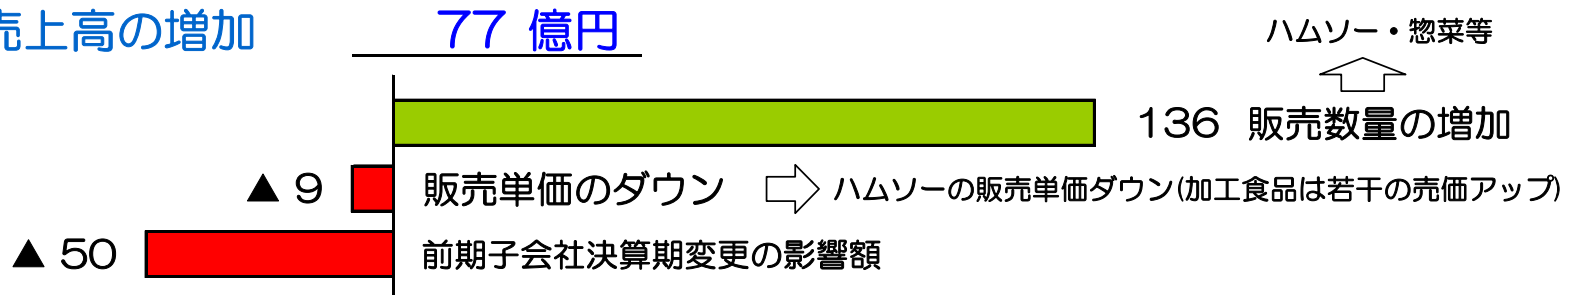 売上高の増加 77 億円
ハムソー・惣菜等
136 販売数量の増加
▲ 9 販売単価のダウン ハムソーの販売単価ダウン(加工食品は若干の売価アップ)
▲ 50 前期子会社決算期変更の影響額